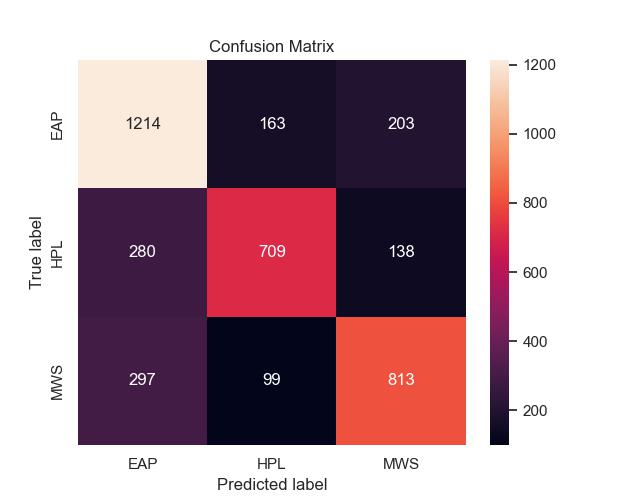 Confusion Matrix
True label
EAP
HPL
MWS
1214 163 203
280 709 138
297 99 813
EAP HPL MWS
Predicted label
1200
1000
800
600
400
200